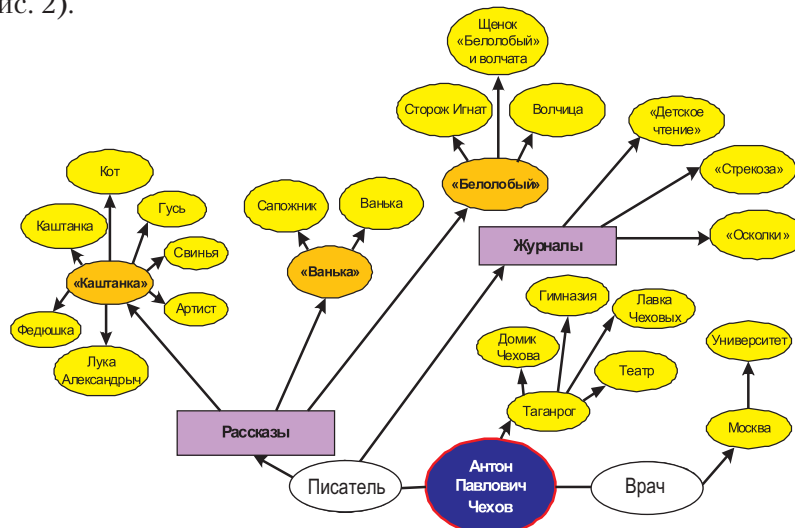 ис. 2).
Щенок
«Белолобый»
и волчата
Сторож Игнат
Волчица
«Детское
чтение»
Кот
«Белолобый»
«Стрекоза»
Сапожник
Ванька
Гусь
Каштанка
«Осколки»
Журналы
Свинья
«Каштанка»
«Ванька»
Гимназия
Лавка
Чеховых
Артист
Федюшка
Домик
Чехова
Университет
Лука
Александрыч
Театр
Таганрог
Москва
Рассказы
Писатель
Антон
Павлович
Чехов
Врач